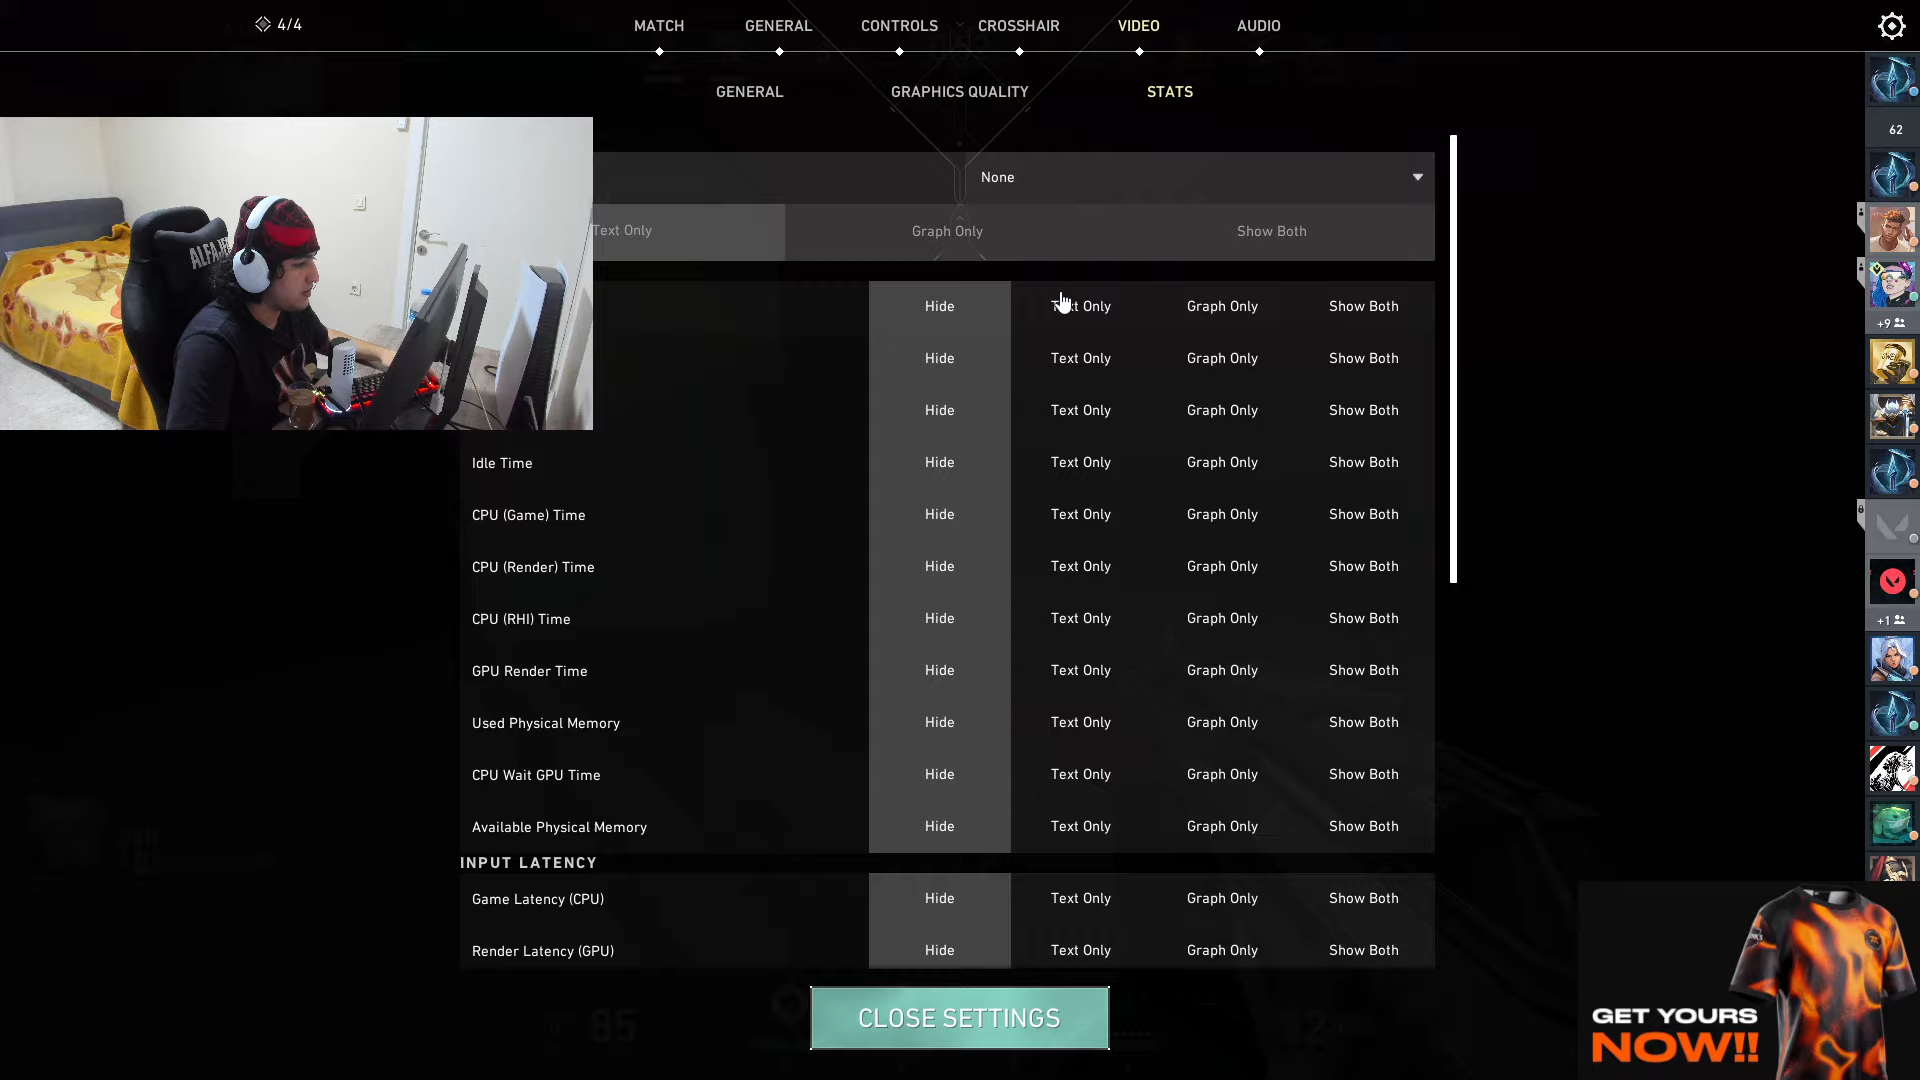 4/4
MATCH GENERAL CONTROLS CROSSHAIR VIDEO AUDIO
GENERAL GRAPHICS QUALITY STATS
62
None
Text Only Graph Only Show Both
ALFA
Hide Text Only Graph Only Show Both
+9
Hide Text Only Graph Only Show Both
Hide Text Only Graph Only Show Both
Idle Time Hide Text Only Graph Only Show Both
CPU (Game) Time Hide Text Only Graph Only Show Both
CPU (Render) Time Hide Text Only Graph Only Show Both
CPU (RHI) Time Hide Text Only Graph Only Show Both
+1
GPU Render Time Hide Text Only Graph Only Show Both
Used Physical Memory Hide Text Only Graph Only Show Both
CPU Wait GPU Time Hide Text Only Graph Only Show Both
Available Physical Memory Hide Text Only Graph Only Show Both
INPUT LATENCY
Game Latency (CPU) Hide Text Only Graph Only Show Both
Render Latency (GPU) Hide Text Only Graph Only Show Both
CLOSE SETTINGS
85
12
GET YOURS
NOW!!